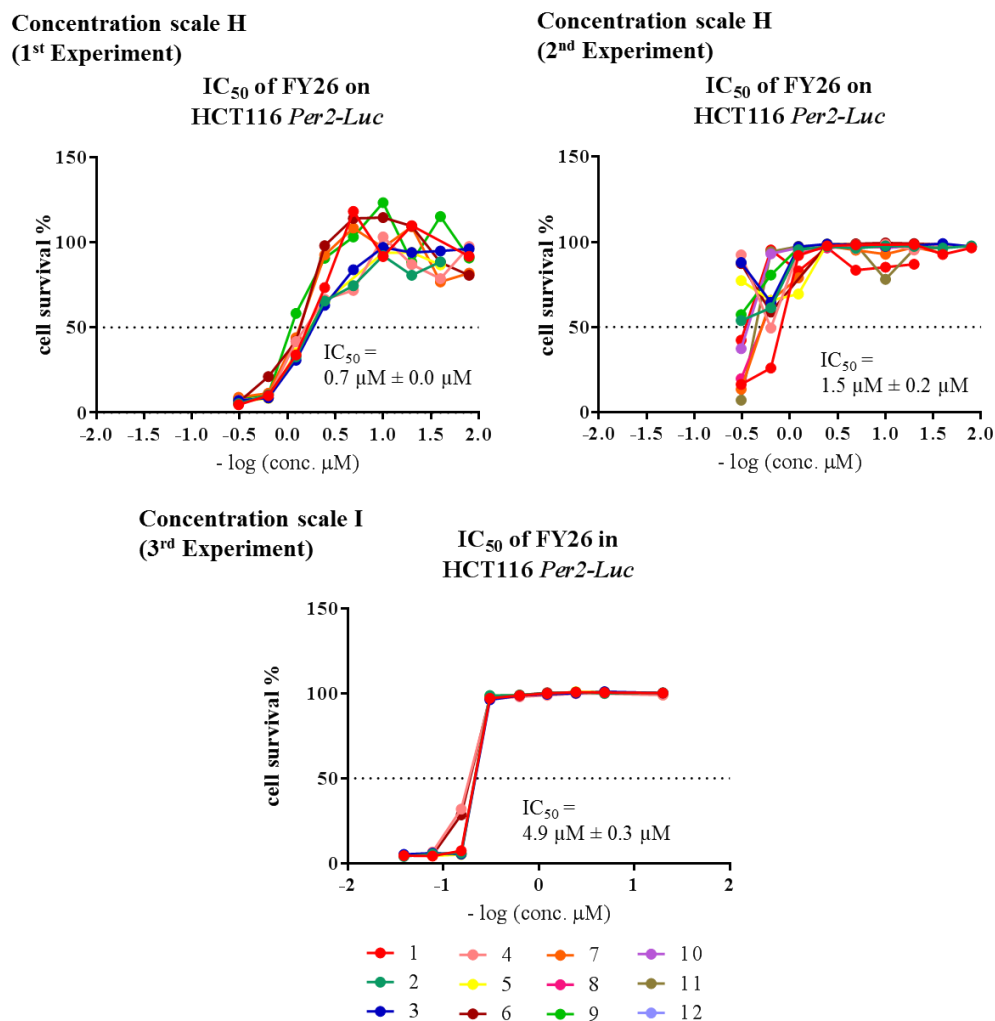 Concentration scale H
(1st Experiment)
IC50 of FY26 on
HCT116 Per2-Luc
150
100
50
0
cell survival %
IC50 =
0.7 µM ± 0.0 µM
-2.0 -1.5 -1.0 -0.5 0.0 0.5 1.0 1.5 2.0
- log (conc. µM)
Concentration scale H
(2nd Experiment)
IC50 of FY26 on
HCT116 Per2-Luc
150
100
50
0
cell survival %
IC50 =
1.5 µM ± 0.2 µM
-2.0 -1.5 -1.0 -0.5 0.0 0.5 1.0 1.5 2.0
- log (conc. µM)
Concentration scale I
(3rd Experiment)
IC50 of FY26 in
HCT116 Per2-Luc
150
100
50
0
cell survival %
IC50 =
4.9 µM ± 0.3 µM
-2 -1 0 1 2
- log (conc. µM)
1 4 7 10
2 5 8 11
3 6 9 12